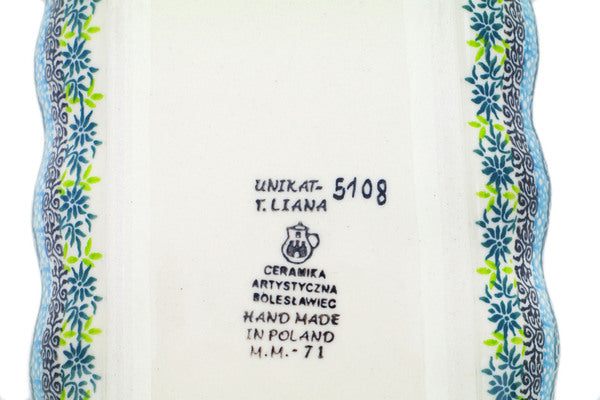 UNIKAT- 5108
T. LIANA
CERAMIKA
ARTYSTYCZNA
BOLESŁAWIEC
HAND MADE
IN POLAND
M.M.-71